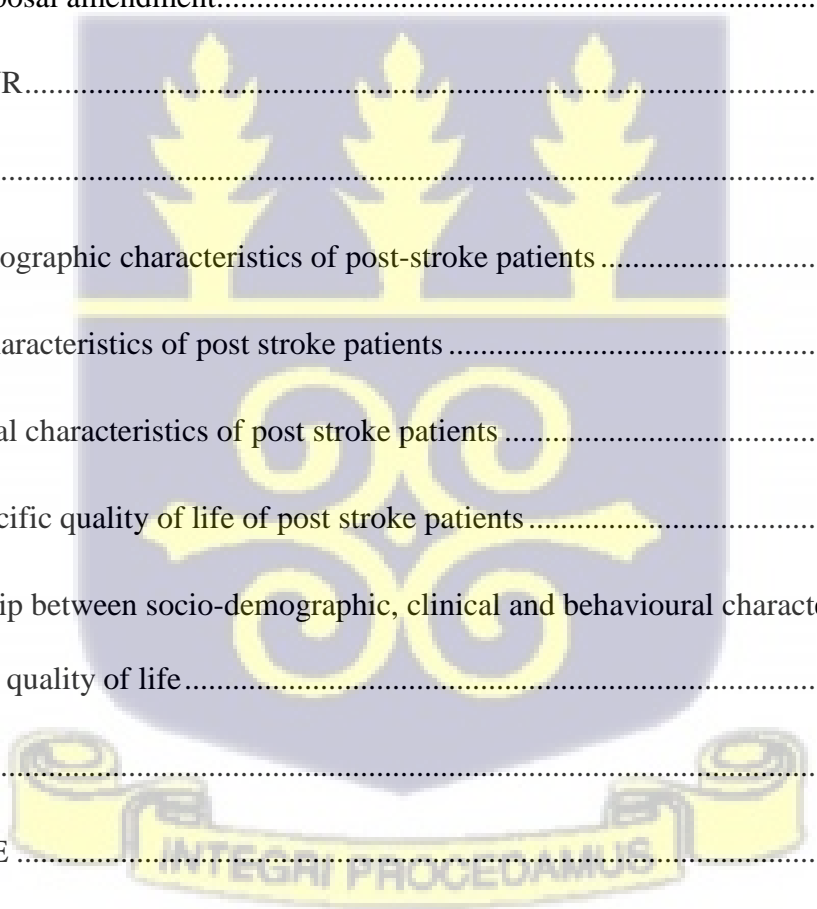 posal amendment..........................................................................................
R..........................................................................................
..........................................................................................
ographic characteristics of post-stroke patients ........................................
aracteristics of post stroke patients ........................................
al characteristics of post stroke patients ........................................
cific quality of life of post stroke patients ........................................
ip between socio-demographic, clinical and behavioural characte
quality of life..........................................................................................
..........................................................................................
E ..........................................................................................
INTEGRI PROCEDAMUS